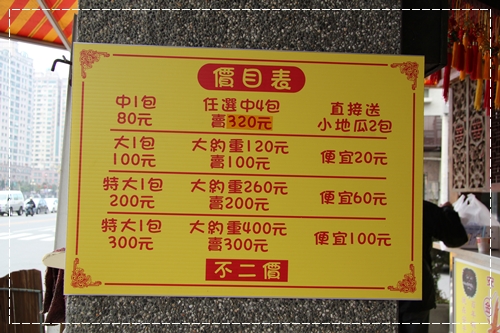 價目表
中1包 任選中4包 直接送
80元 賣320元 小地瓜2包
大1包 大約重120元 便宜20元
100元 賣100元
特大1包 大約重260元 便宜60元
200元 賣200元
特大1包 大約重400元 便宜100元
300元 賣300元
不二價